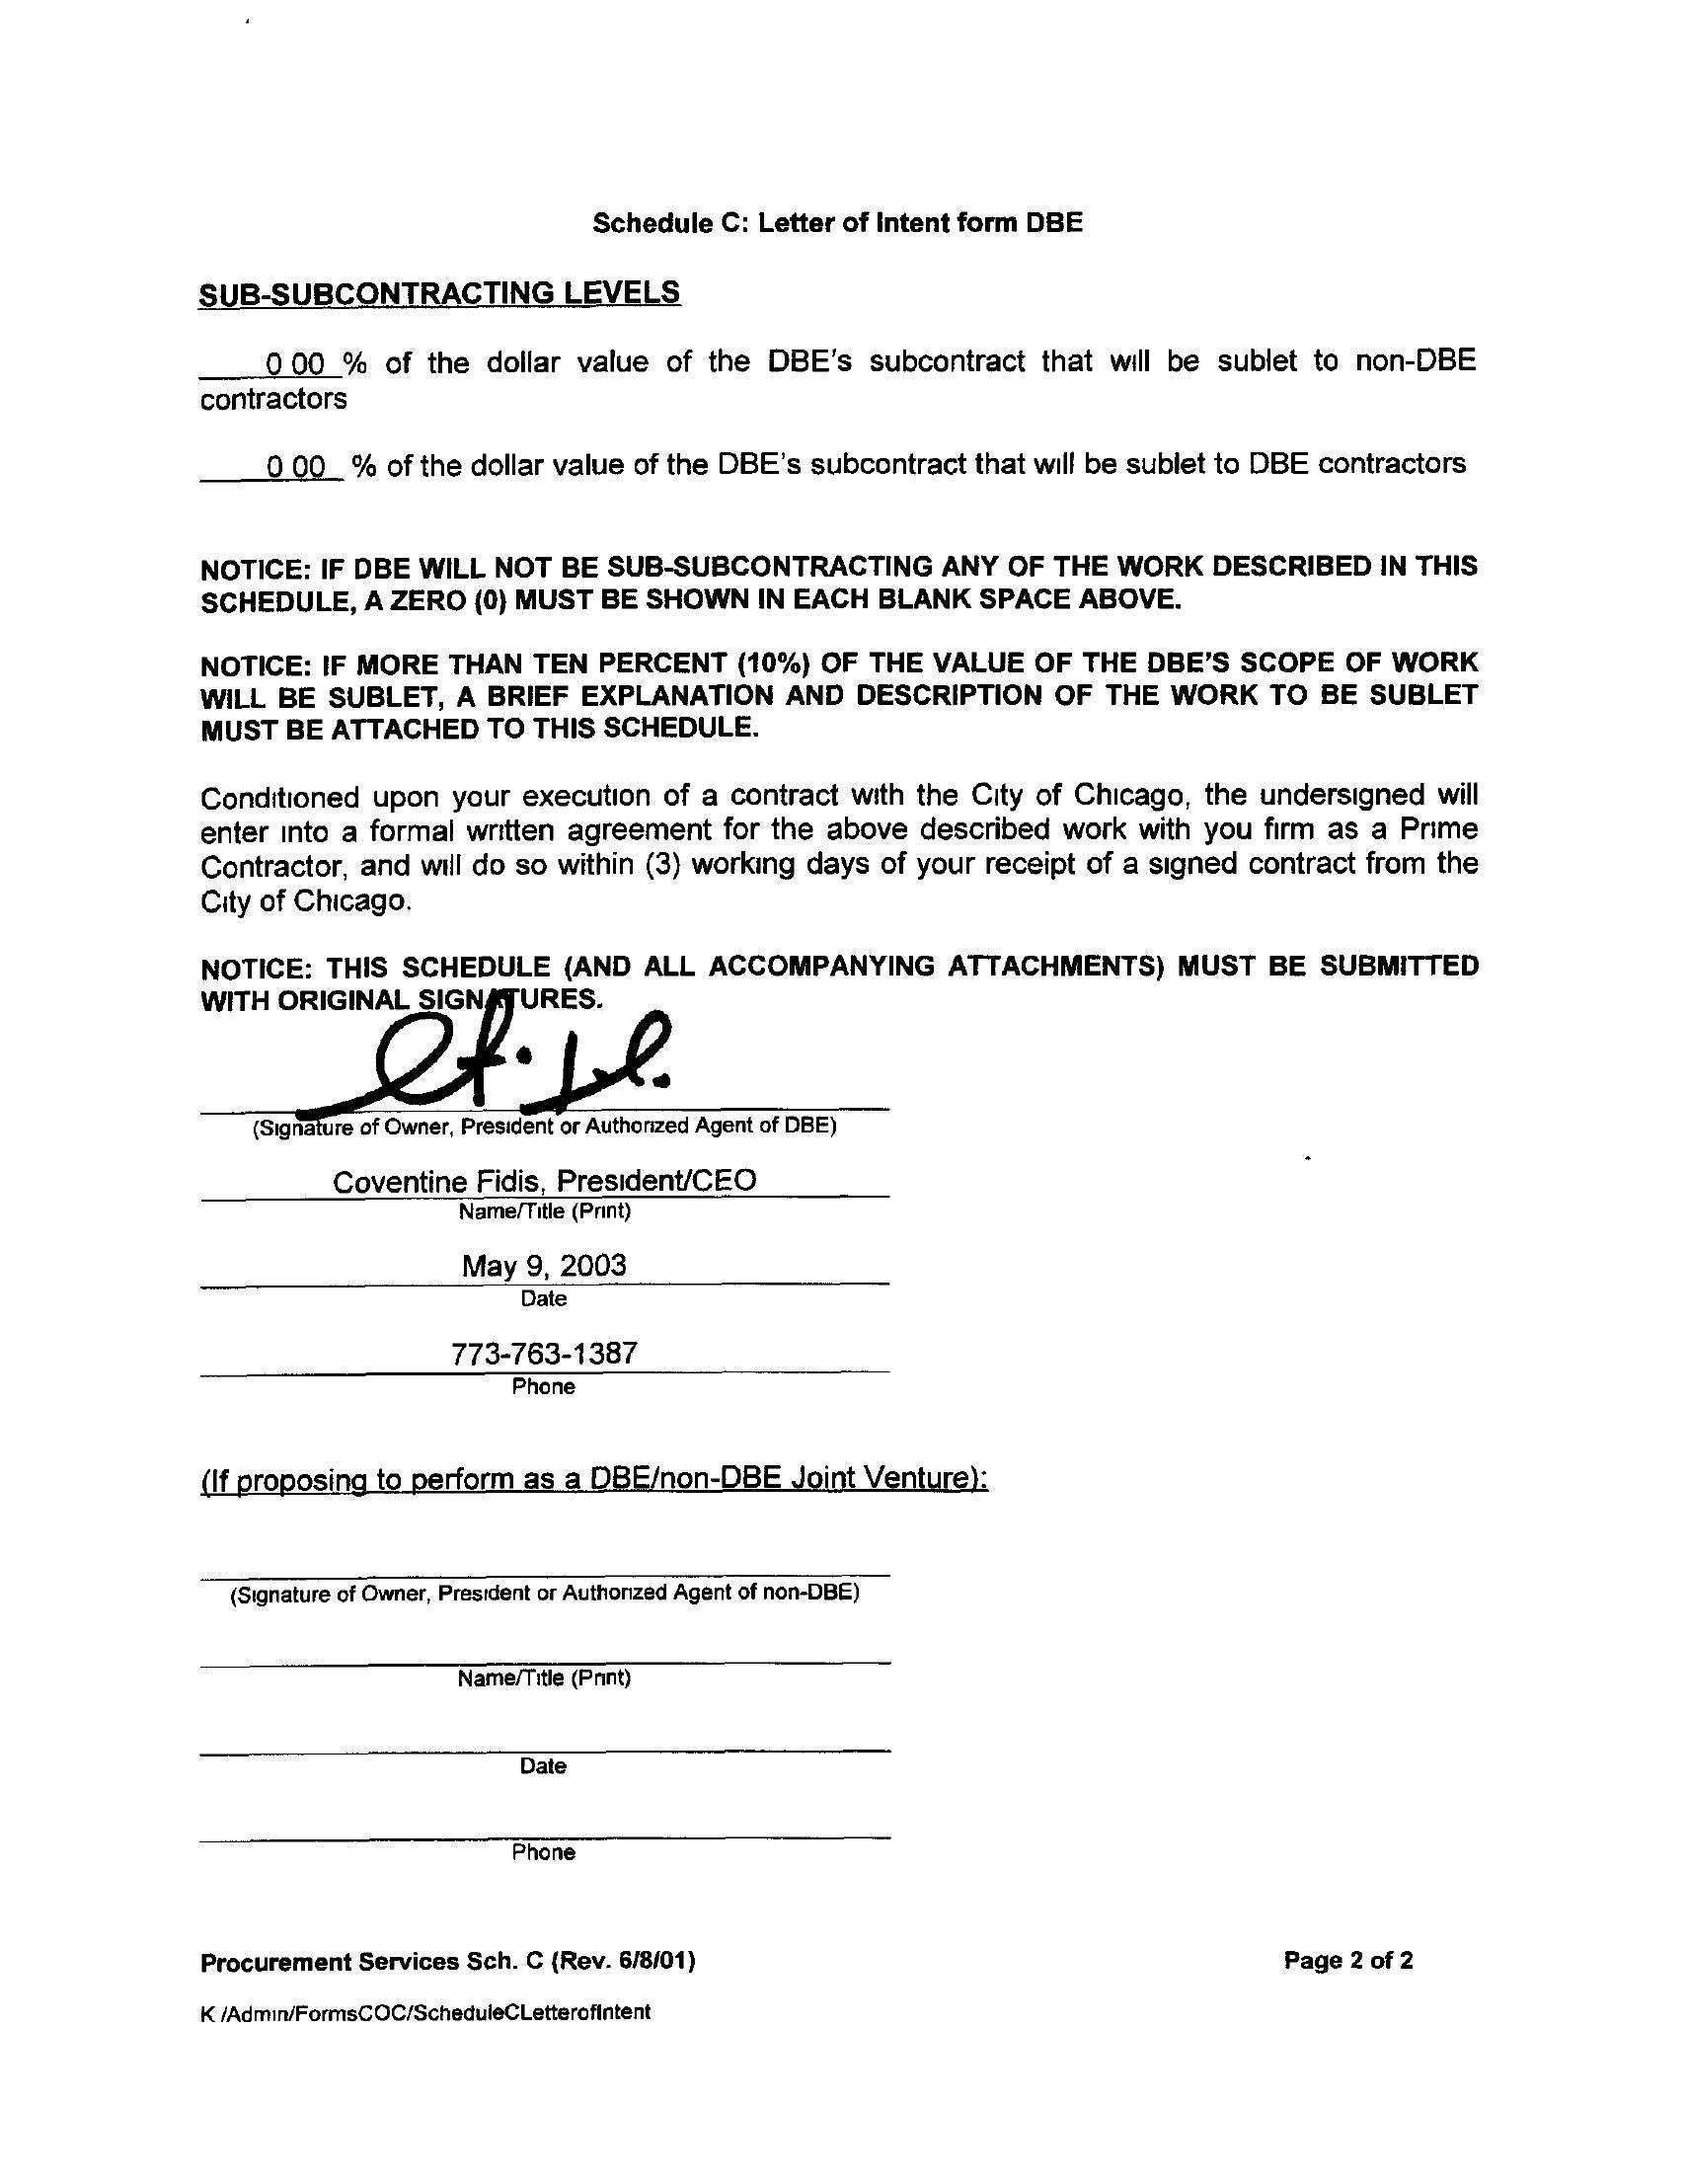 Schedule C: Letter of Intent form DBE
SUB-SUBCONTRACTING LEVELS
0 00 % of the dollar value of the DBE's subcontract that will be sublet to non-DBE
contractors
0 00 % of the dollar value of the DBE's subcontract that will be sublet to DBE contractors
NOTICE: IF DBE WILL NOT BE SUB-SUBCONTRACTING ANY OF THE WORK DESCRIBED IN THIS
SCHEDULE, A ZERO (0) MUST BE SHOWN IN EACH BLANK SPACE ABOVE.
NOTICE: IF MORE THAN TEN PERCENT (10%) OF THE VALUE OF THE DBE'S SCOPE OF WORK
WILL BE SUBLET, A BRIEF EXPLANATION AND DESCRIPTION OF THE WORK TO BE SUBLET
MUST BE ATTACHED TO THIS SCHEDULE.
Conditioned upon your execution of a contract with the City of Chicago, the undersigned will
enter into a formal written agreement for the above described work with you firm as a Prime
Contractor, and will do so within (3) working days of your receipt of a signed contract from the
City of Chicago.
NOTICE: THIS SCHEDULE (AND ALL ACCOMPANYING ATTACHMENTS) MUST BE SUBMITTED
WITH ORIGINAL SIGNATURES.
(Signature of Owner, President or Authorized Agent of DBE)
Coventine Fidis, President/CEO
Name/Title (Print)
May 9, 2003
Date
773-763-1387
Phone
(If proposing to perform as a DBE/non-DBE Joint Venture):
(Signature of Owner, President or Authorized Agent of non-DBE)
Name/Title (Print)
Date
Phone
Procurement Services Sch. C (Rev. 6/8/01)
Page 2 of 2
K /Admin/FormsCOC/ScheduleCLetterofIntent